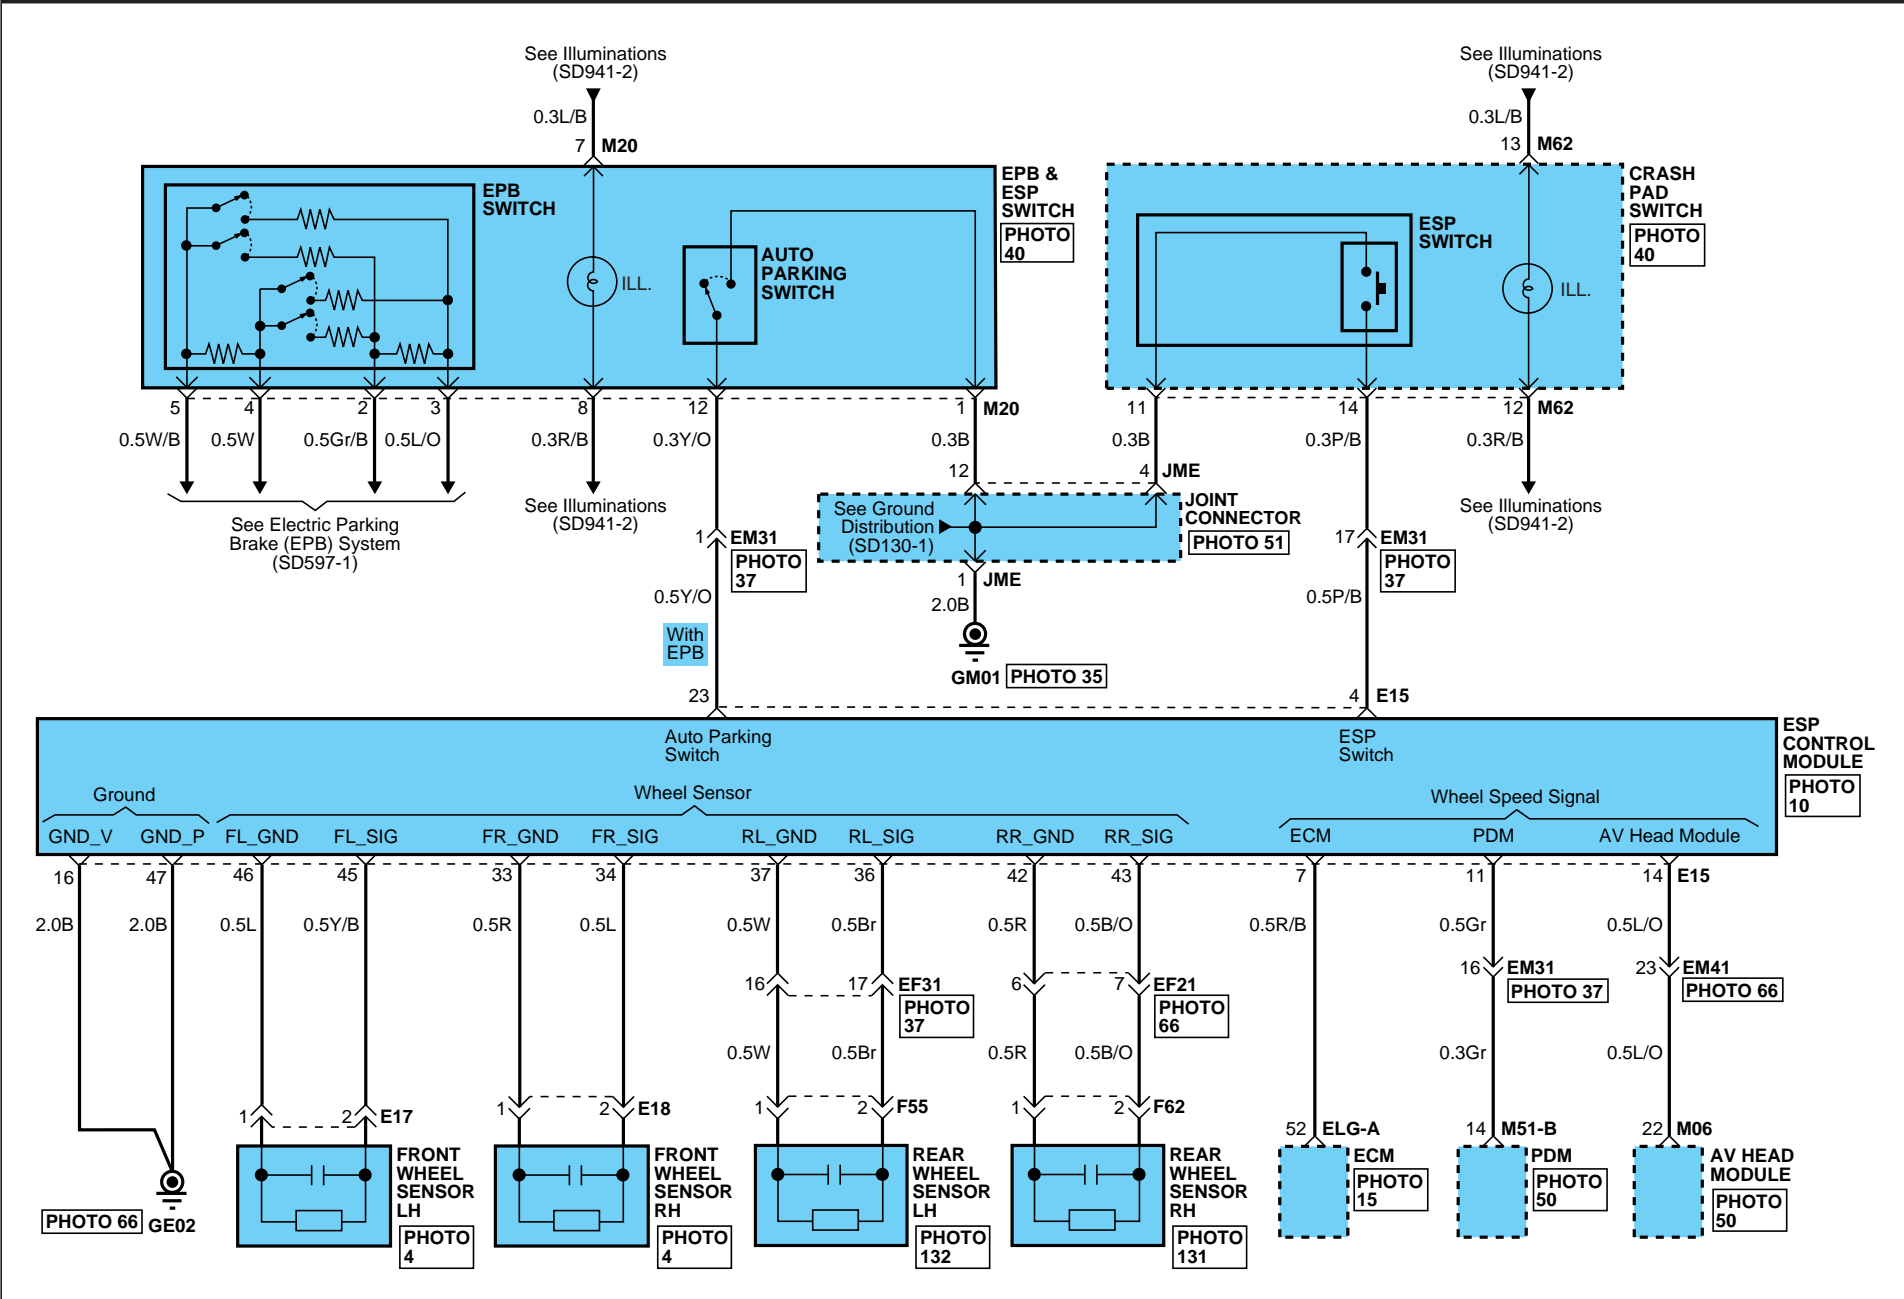 See Illuminations
(SD941-2)
See Illuminations
(SD941-2)
0.3L/B
0.3L/B
7 M20
13 M62
EPB
SWITCH
ILL.
AUTO
PARKING
SWITCH
EPB &
ESP
SWITCH
PHOTO
40
ESP
SWITCH
ILL.
CRASH
PAD
SWITCH
PHOTO
40
5 4 2 3 8 12 1 M20
11 14 12 M62
0.5W/B 0.5W 0.5Gr/B 0.5L/O 0.3R/B 0.3Y/O 0.3B 0.3B 0.3P/B 0.3R/B
12 4 JME
See Electric Parking
Brake (EPB) System
(SD597-1)
See Illuminations
(SD941-2)
See Ground
Distribution
(SD130-1)
JOINT
CONNECTOR
PHOTO 51
See Illuminations
(SD941-2)
1 EM31
PHOTO
37
17 EM31
PHOTO
37
1 JME
0.5Y/O
2.0B
0.5P/B
With
EPB
GM01 PHOTO 35
23
4 E15
Auto Parking
Switch
ESP
Switch
ESP
CONTROL
MODULE
PHOTO
10
Ground
Wheel Sensor
Wheel Speed Signal
GND_V GND_P FL_GND FL_SIG FR_GND FR_SIG RL_GND RL_SIG RR_GND RR_SIG ECM PDM AV Head Module
16 47 46 45 33 34 37 36 42 43 7 11 14 E15
2.0B 2.0B 0.5L 0.5Y/B 0.5R 0.5L 0.5W 0.5Br 0.5R 0.5B/O 0.5R/B 0.5Gr 0.5L/O
16 17 EF31
PHOTO
37
6 7 EF21
PHOTO
66
16 EM31
PHOTO 37
23 EM41
PHOTO 66
0.5W 0.5Br 0.5R 0.5B/O 0.3Gr 0.5L/O
1 2 E17
1 2 E18
1 2 F55
1 2 F62
52 ELG-A
14 M51-B
22 M06
FRONT
WHEEL
SENSOR
LH
PHOTO
4
FRONT
WHEEL
SENSOR
RH
PHOTO
4
REAR
WHEEL
SENSOR
LH
PHOTO
132
REAR
WHEEL
SENSOR
RH
PHOTO
131
ECM
PHOTO
15
PDM
PHOTO
50
AV HEAD
MODULE
PHOTO
50
PHOTO 66 GE02